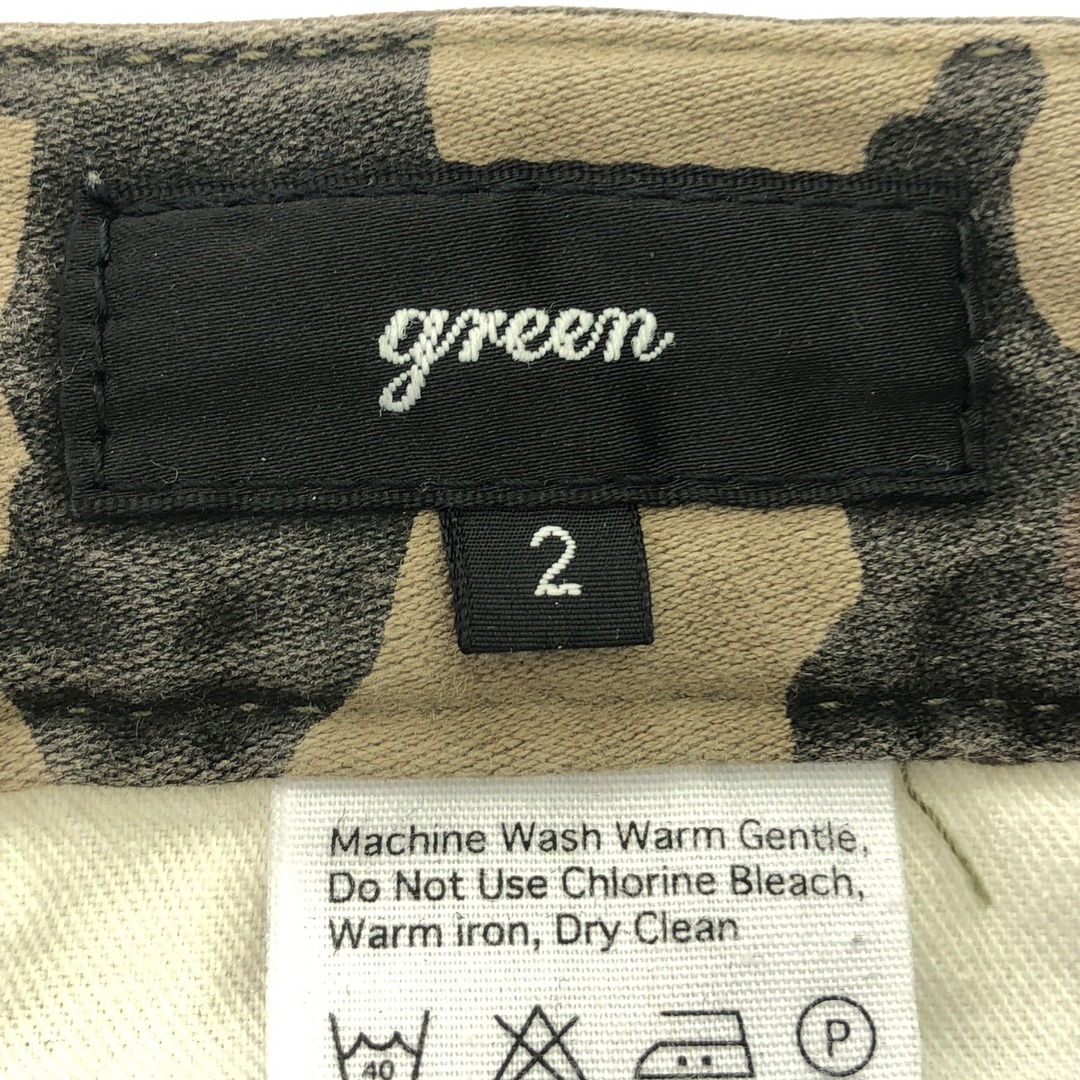 green
2
Machine Wash Warm Gentle,
Do Not Use Chlorine Bleach,
Warm iron, Dry Clean
40
P